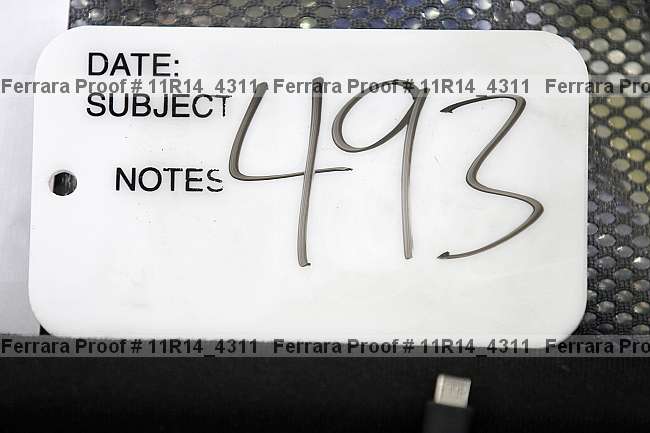 DATE:
Ferrara Proof # 11R14_4311 Ferrara Proof # 11R14_4311 Ferrara Proof #
SUBJECT 493
NOTES
Ferrara Proof # 11R14_4311 Ferrara Proof # 11R14_4311 Ferrara Proof #